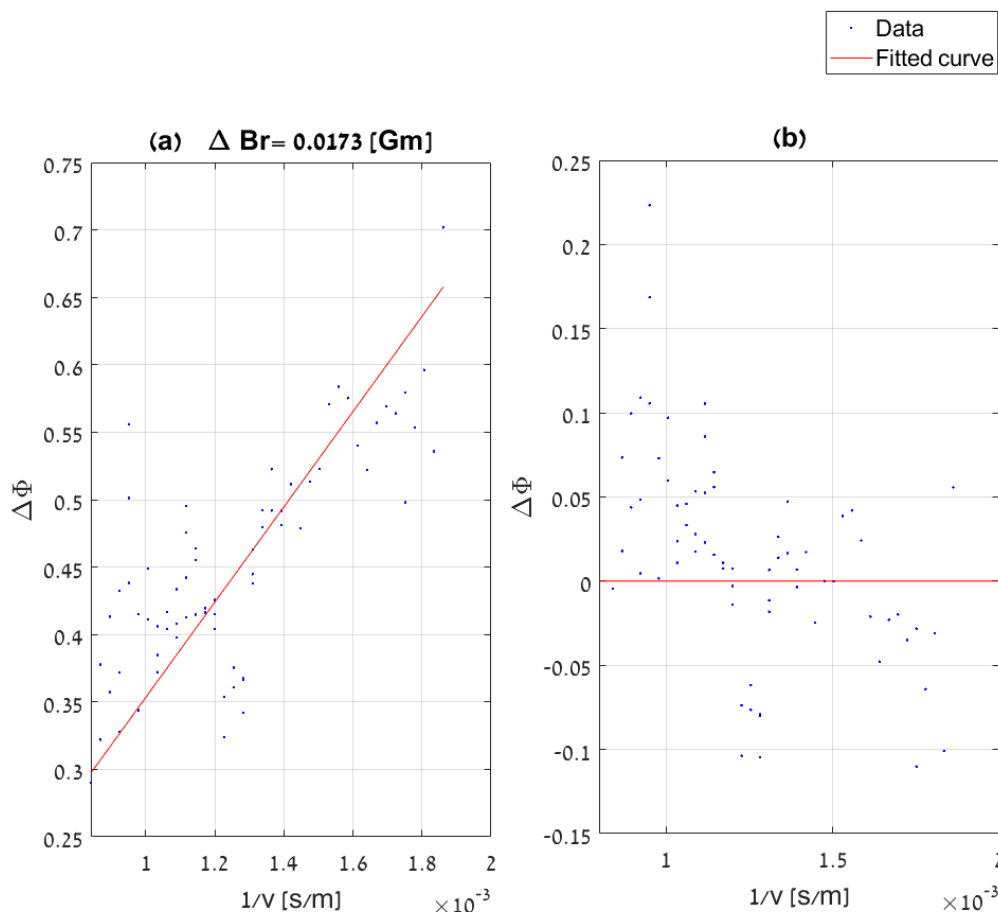 Data
Fitted curve
(a) Δ Br= 0.0173 [Gm]
0.75
0.7
0.65
0.6
0.55
0.5
0.45
0.4
0.35
0.3
0.25
ΔΦ
1 1.2 1.4 1.6 1.8 2
1/v [s/m] ×10⁻³
(b)
0.25
0.2
0.15
0.1
0.05
0
-0.05
-0.1
-0.15
ΔΦ
1 1.5 2
1/v [s/m] ×10⁻³